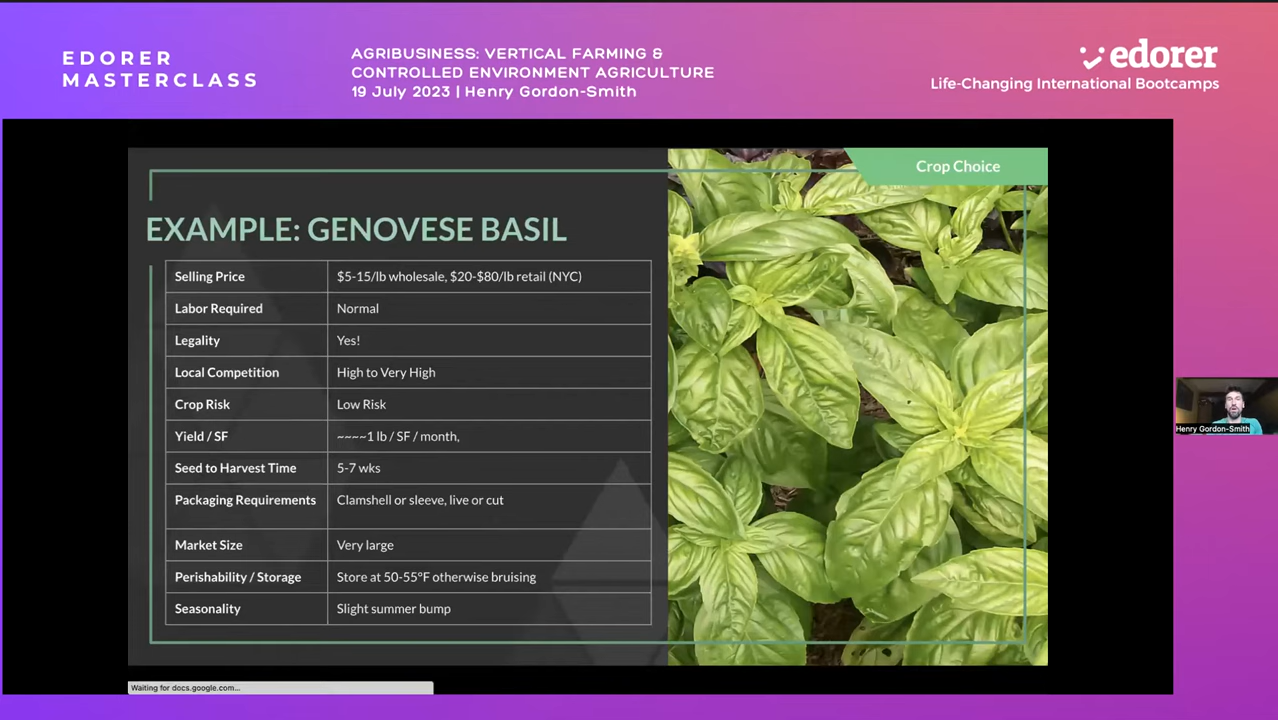 EDORER
MASTERCLASS
AGRIBUSINESS: VERTICAL FARMING &
CONTROLLED ENVIRONMENT AGRICULTURE
19 July 2023 | Henry Gordon-Smith
edorer
Life-Changing International Bootcamps
Crop Choice
EXAMPLE: GENOVESE BASIL
Selling Price $5-15/lb wholesale, $20-$80/lb retail (NYC)
Labor Required Normal
Legality Yes!
Local Competition High to Very High
Crop Risk Low Risk
Yield / SF ~~~~1 lb / SF / month,
Seed to Harvest Time 5-7 wks
Packaging Requirements Clamshell or sleeve, live or cut
Market Size Very large
Perishability / Storage Store at 50-55°F otherwise bruising
Seasonality Slight summer bump
Henry Gordon-Smith
Waiting for docs.google.com...